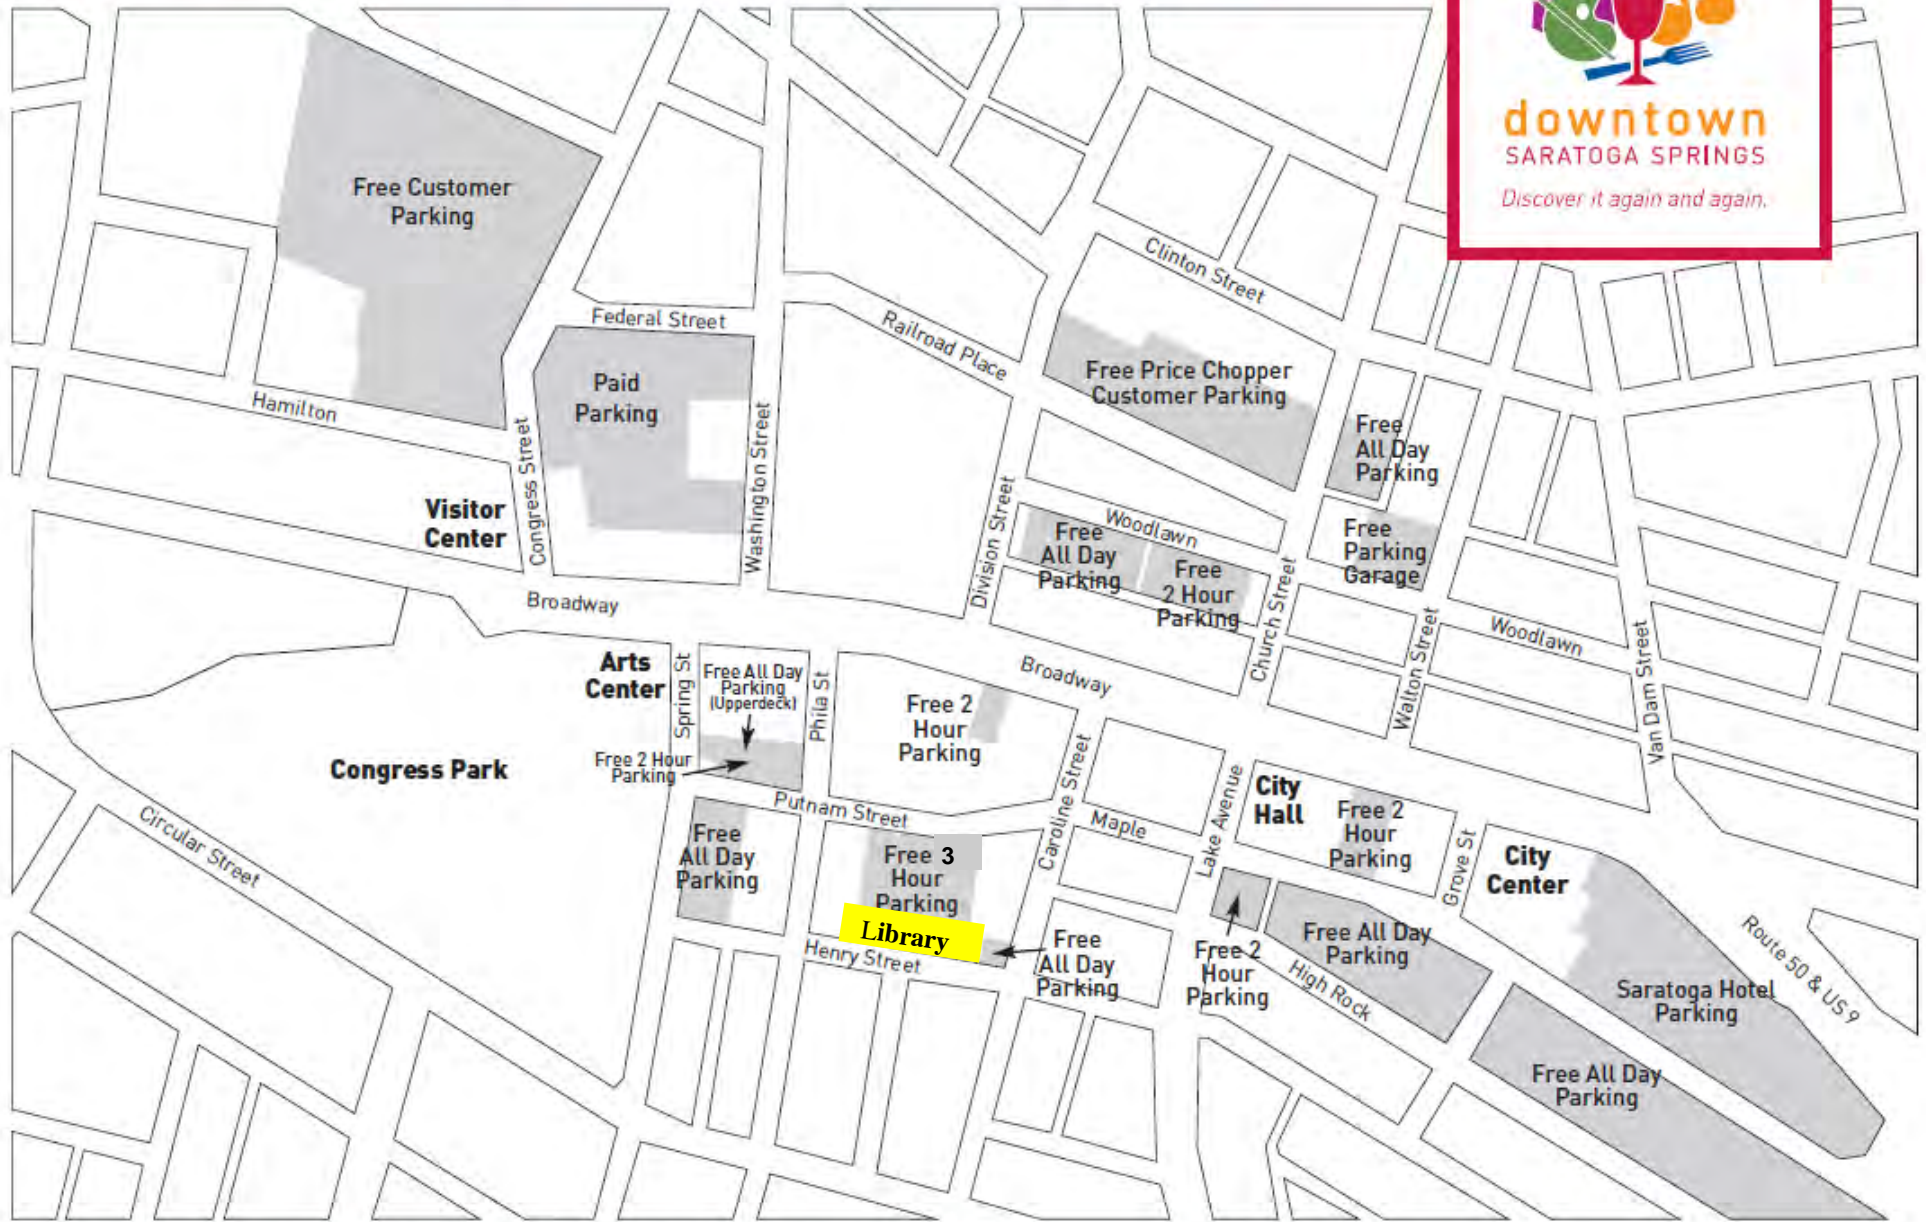 downtown
SARATOGA SPRINGS
Discover it again and again.
Free Customer
Parking
Clinton Street
Federal Street
Railroad Place
Paid
Parking
Free Price Chopper
Customer Parking
Hamilton
Free
All Day
Parking
Congress Street
Washington Street
Division Street
Visitor
Center
Woodlawn
Free
All Day
Parking
Free
2 Hour
Parking
Free
Parking
Garage
Church Street
Walton Street
Woodlawn
Van Dam Street
Broadway
Broadway
Arts
Center
Spring St
Free All Day
Parking
(Upperdeck)
Phila St
Free 2
Hour
Parking
Free 2 Hour
Parking
Congress Park
Putnam Street
Caroline Street
Maple
Lake Avenue
City
Hall
Free 2
Hour
Parking
Grove St
City
Center
Circular Street
Free
All Day
Parking
Free 3
Hour
Parking
Library
Henry Street
Free
All Day
Parking
Free 2
Hour
Parking
Free All Day
Parking
High Rock
Saratoga Hotel
Parking
Route 50 & US 9
Free All Day
Parking